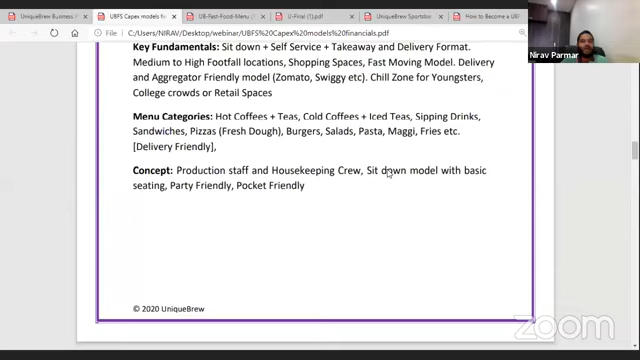 UniqueBrew Business P
UBFS Capex models fo
UB-Fast-Food-Menu (1
U-Final (1).pdf
UniqueBrew Sportsba
How to Become a UB
C:/Users/NIRAV/Desktop/webinar/UBFS%20Capex%20models%20financials.pdf
Nirav Parmar
Key Fundamentals: Sit down + Self Service + Takeaway and Delivery Format.
Medium to High Footfall locations, Shopping Spaces, Fast Moving Model. Delivery
and Aggregator Friendly model (Zomato, Swiggy etc). Chill Zone for Youngsters,
College crowds or Retail Spaces
Menu Categories: Hot Coffees + Teas, Cold Coffees + Iced Teas, Sipping Drinks,
Sandwiches, Pizzas (Fresh Dough), Burgers, Salads, Pasta, Maggi, Fries etc.
[Delivery Friendly],
Concept: Production staff and Housekeeping Crew, Sit down model with basic
seating, Party Friendly, Pocket Friendly
© 2020 UniqueBrew
zoom